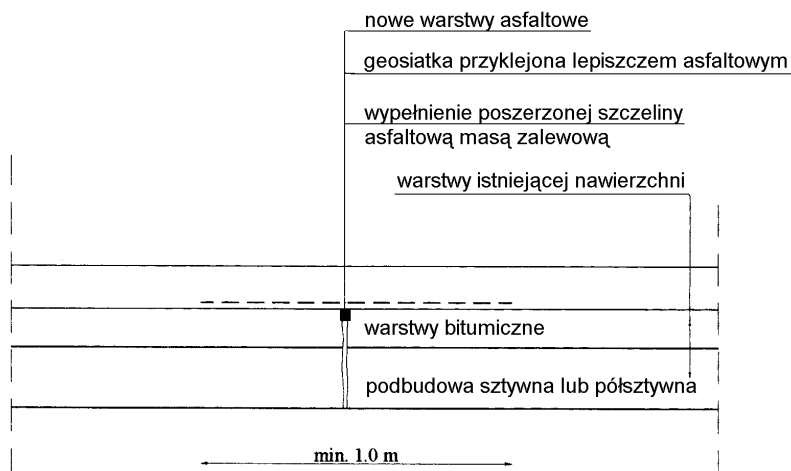 nowe warstwy asfaltowe
geosiatka przyklejona lepiszczem asfaltowym
wypełnienie poszerzonej szczeliny
asfaltową masą zalewową
warstwy istniejącej nawierzchni
warstwy bitumiczne
podbudowa sztywna lub półsztywna
min. 1.0 m